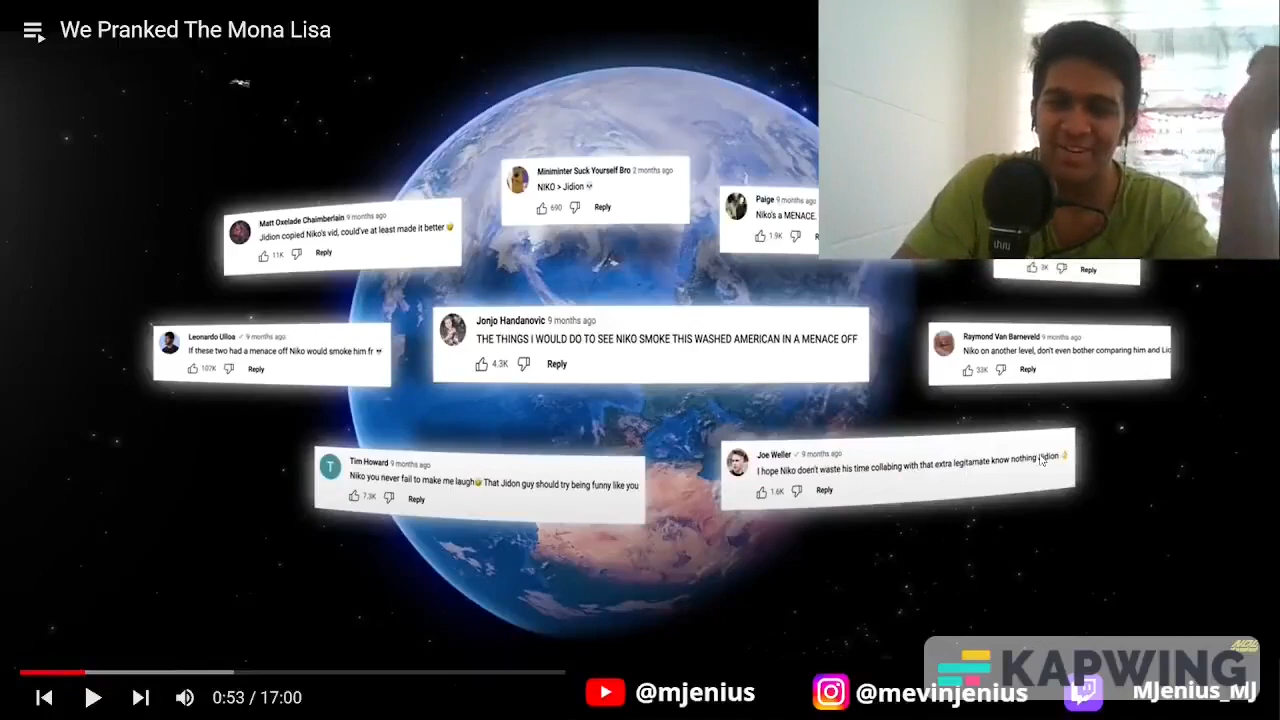 We Pranked The Mona Lisa
Miniminter Suck Yourself Bro 2 months ago
NIKO > Jidion 💀
690 Reply
Paige 9 months ago
Niko's a MENACE.
1.9K
Matt Oxelade Chaimberlain 9 months ago
Jidion copied Niko's vid, could've at least made it better 🤣
11K Reply
3K Reply
Jonjo Handanovic 9 months ago
THE THINGS I WOULD DO TO SEE NIKO SMOKE THIS WASHED AMERICAN IN A MENACE OFF
4.3K Reply
Leonardo Ulloa ✓ 9 months ago
If these two had a menace off Niko would smoke him fr 💀
107K Reply
Raymond Van Barneveld 9 months ago
Niko on another level, don't even bother comparing him and
33K Reply
T
Tim Howard 9 months ago
Niko you never fail to make me laugh🤣 That Jidon guy should try being funny like you
7.3K Reply
Joe Weller ✓ 9 months ago
I hope Niko doen't waste his time collabing with that extra legitamate know nothing Jidion
1.6K Reply
KAPWING
0:53 / 17:00
@mjenius
@mevinjenius
MJenius_MJ